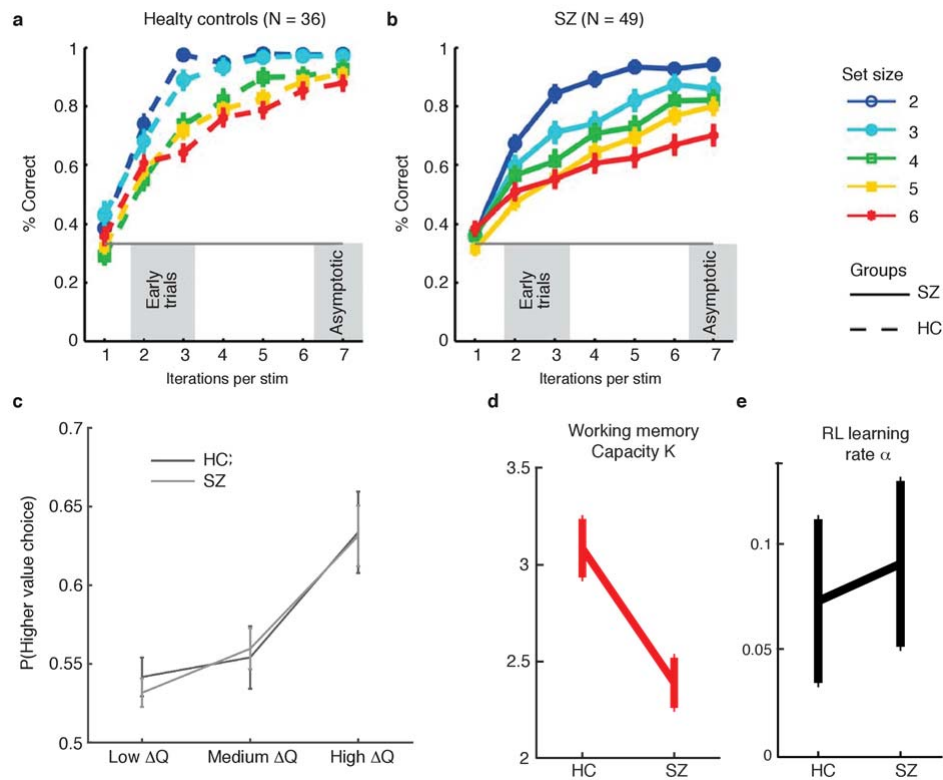 a
Healty controls (N = 36)
b
SZ (N = 49)
1
0.8
0.6
0.4
0.2
0
% Correct
Early
trials
Asymptotic
1 2 3 4 5 6 7
Iterations per stim
1
0.8
0.6
0.4
0.2
0
% Correct
Early
trials
Asymptotic
1 2 3 4 5 6 7
Iterations per stim
Set size
2
3
4
5
6
Groups
SZ
HC
c
0.7
0.65
0.6
0.55
0.5
P(Higher value choice)
HC;
SZ
Low ΔQ Medium ΔQ High ΔQ
d
Working memory
Capacity K
3.5
3
2.5
2
HC SZ
e
RL learning
rate α
0.1
0.05
0
HC SZ